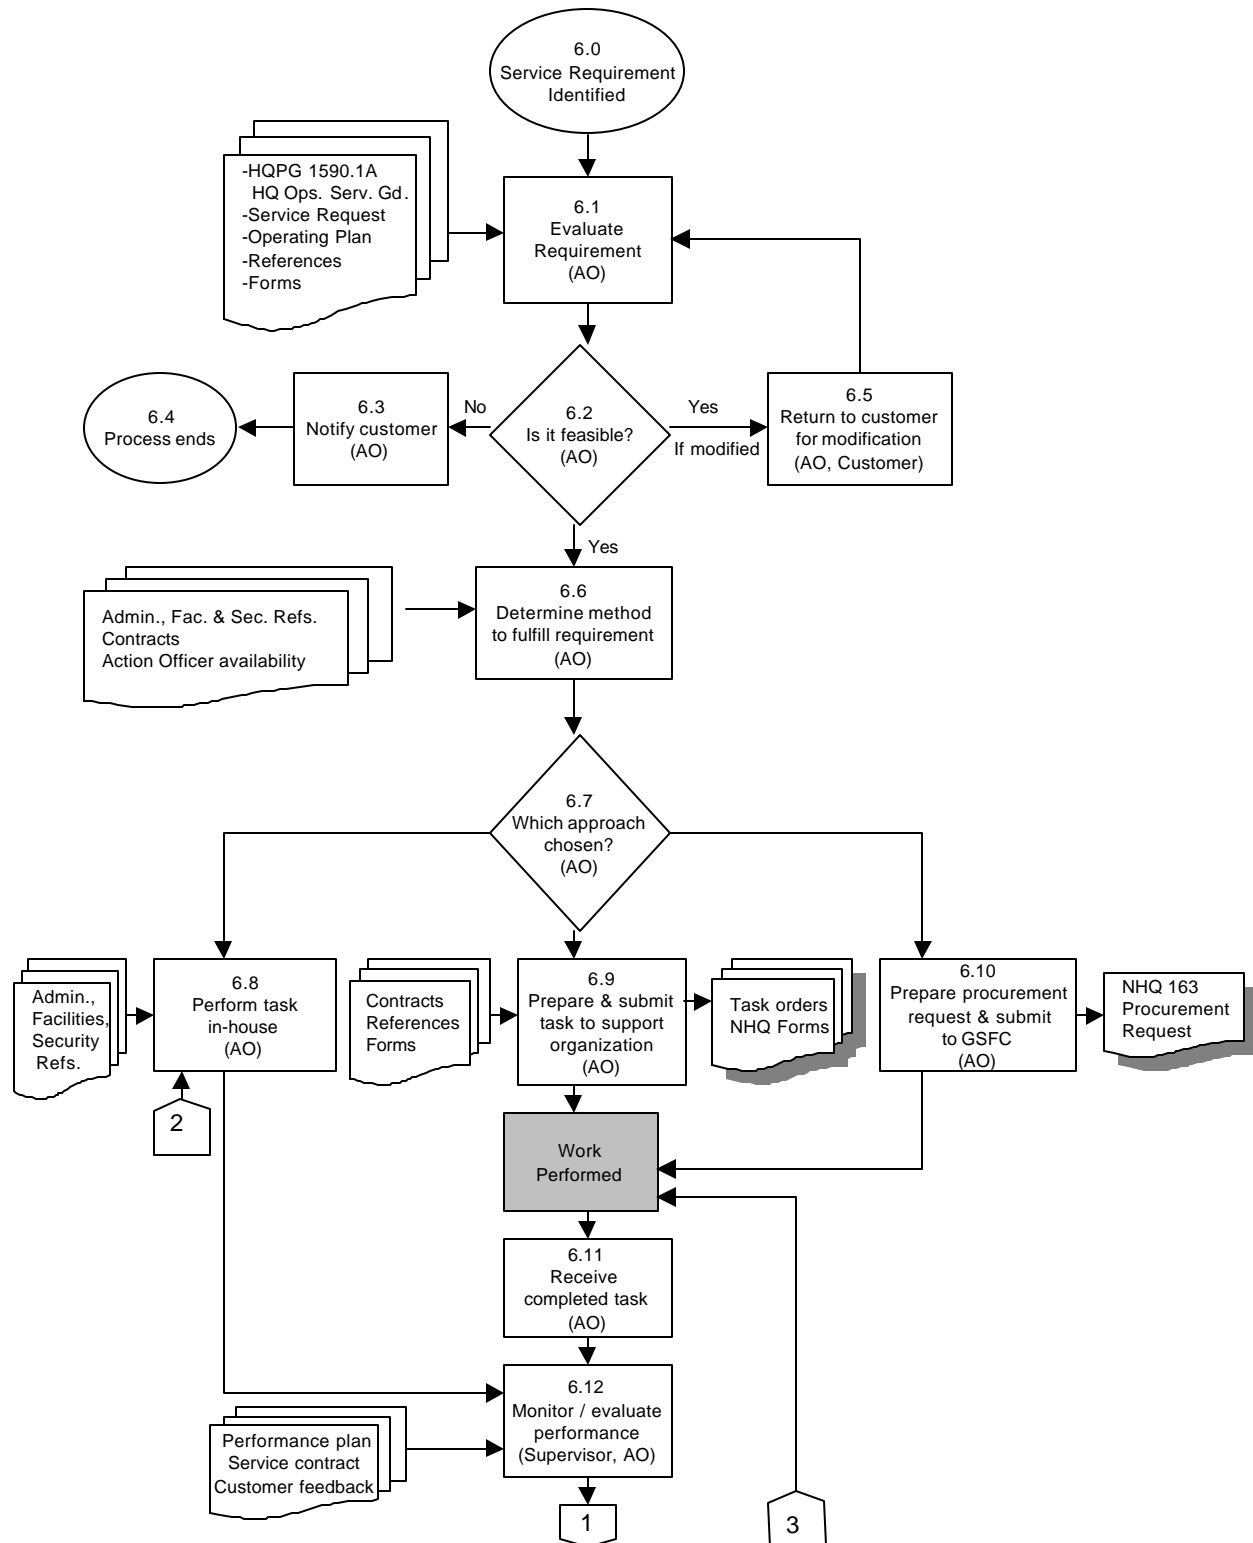 6.0
Service Requirement
Identified
-HQPG 1590.1A
HQ Ops. Serv. Gd.
-Service Request
-Operating Plan
-References
-Forms
6.1
Evaluate
Requirement
(AO)
6.4
Process ends
6.3
Notify customer
(AO)
No
6.2
Is it feasible?
(AO)
Yes
If modified
6.5
Return to customer
for modification
(AO, Customer)
Yes
Admin., Fac. & Sec. Refs.
Contracts
Action Officer availability
6.6
Determine method
to fulfill requirement
(AO)
6.7
Which approach
chosen?
(AO)
Admin.,
Facilities,
Security
Refs.
6.8
Perform task
in-house
(AO)
2
Contracts
References
Forms
6.9
Prepare & submit
task to support
organization
(AO)
Task orders
NHQ Forms
6.10
Prepare procurement
request & submit
to GSFC
(AO)
NHQ 163
Procurement
Request
Work
Performed
6.11
Receive
completed task
(AO)
6.12
Monitor / evaluate
performance
(Supervisor, AO)
Performance plan
Service contract
Customer feedback
1
3